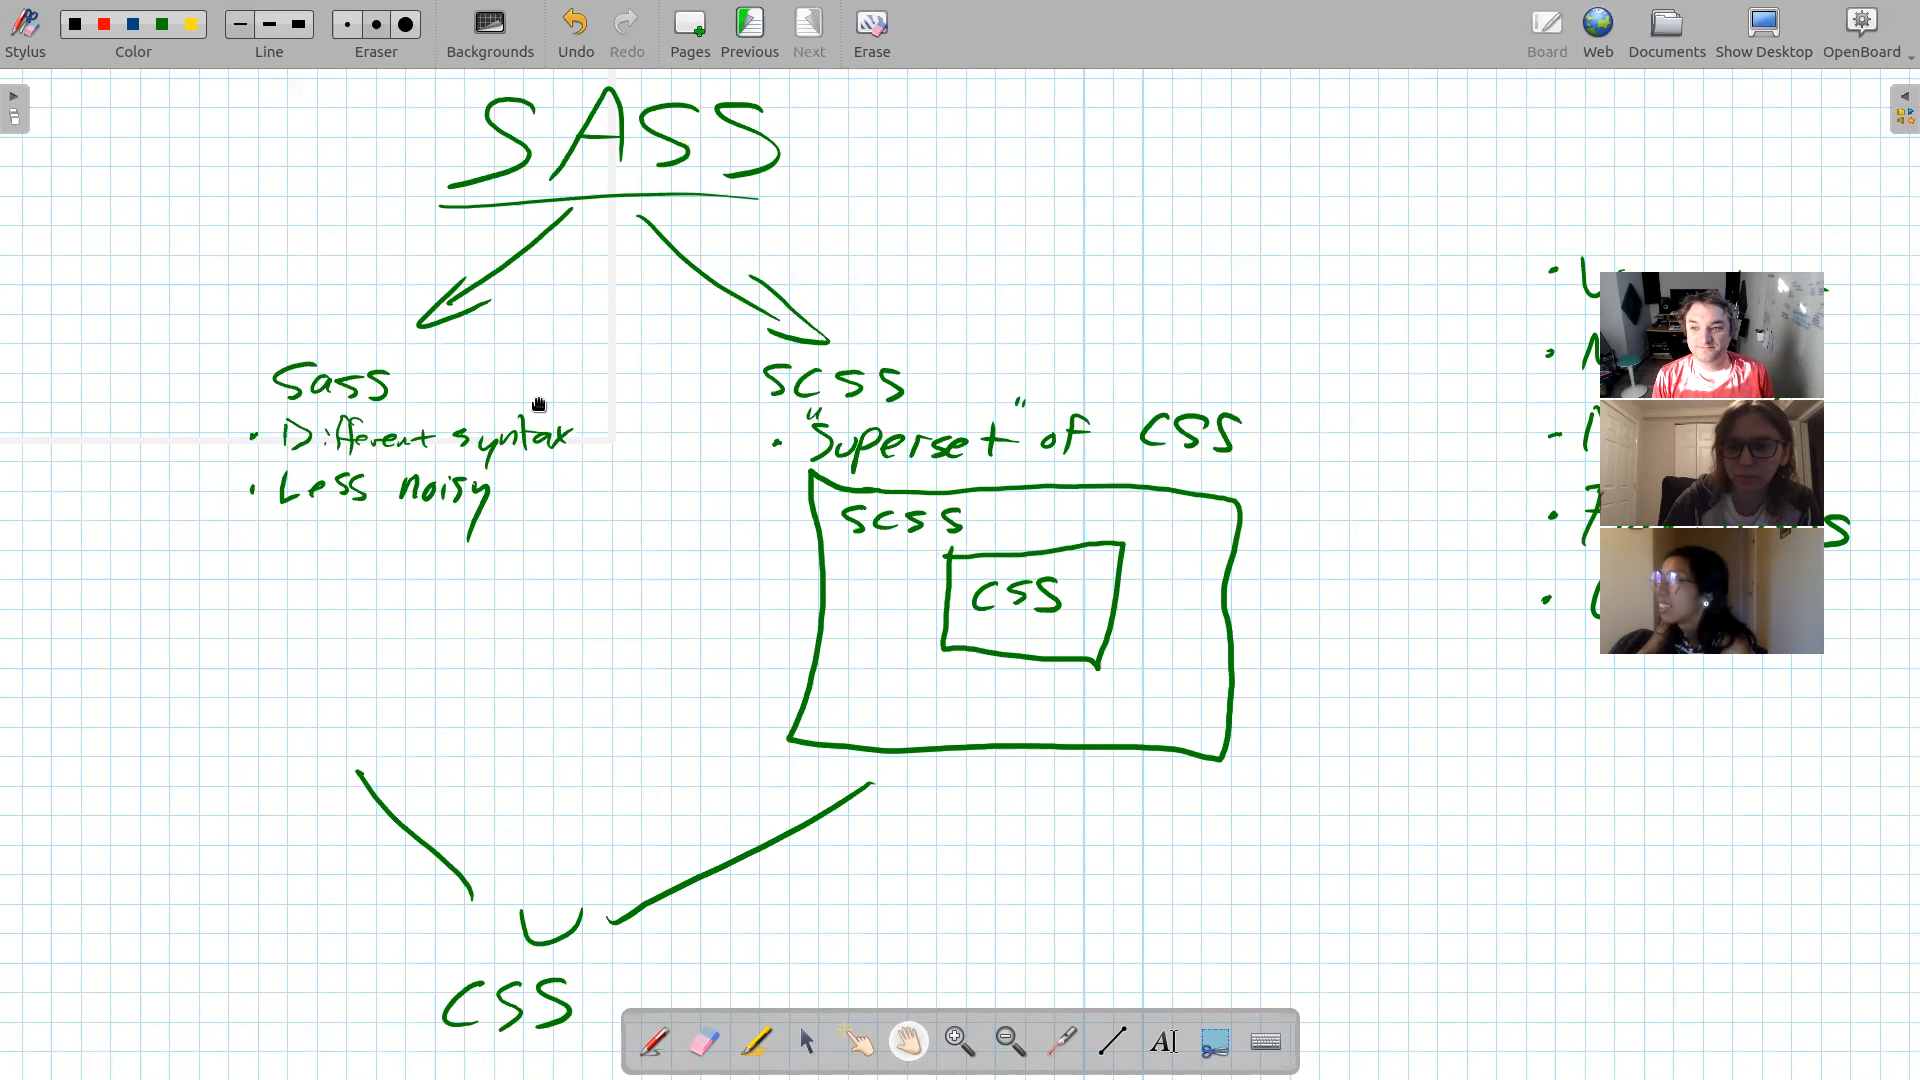 Stylus
Color
Line
Eraser
Backgrounds
Undo
Redo
Pages
Previous
Next
Erase
Board
Web
Documents
Show Desktop
OpenBoard
SASS
Sass
• Different syntax
• Less noisy
SCSS
• "Superset" of CSS
SCSS
CSS
CSS